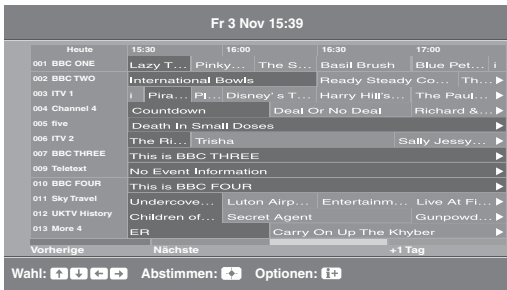 Fr 3 Nov 15:39
Heute 15:30 16:00 16:30 17:00
001 BBC ONE Lazy T... Pinky... The S... Basil Brush Blue Pet... i
002 BBC TWO International Bowls Ready Steady Co... Th...
003 ITV 1 i Pira... Pl... Disney's T... Harry Hill's... The Paul...
004 Channel 4 Countdown Deal Or No Deal Richard &...
005 five Death In Small Doses
006 ITV 2 The Ri... Trisha Sally Jessy...
007 BBC THREE This is BBC THREE
009 Teletext No Event Information
010 BBC FOUR This is BBC FOUR
011 Sky Travel Undercove... Luton Airp... Entertainm... Live At Fi...
012 UKTV History Children of... Secret Agent Gunpowd...
013 More 4 ER Carry On Up The Khyber
Vorherige Nächste +1 Tag
Wahl: Abstimmen: Optionen: i+